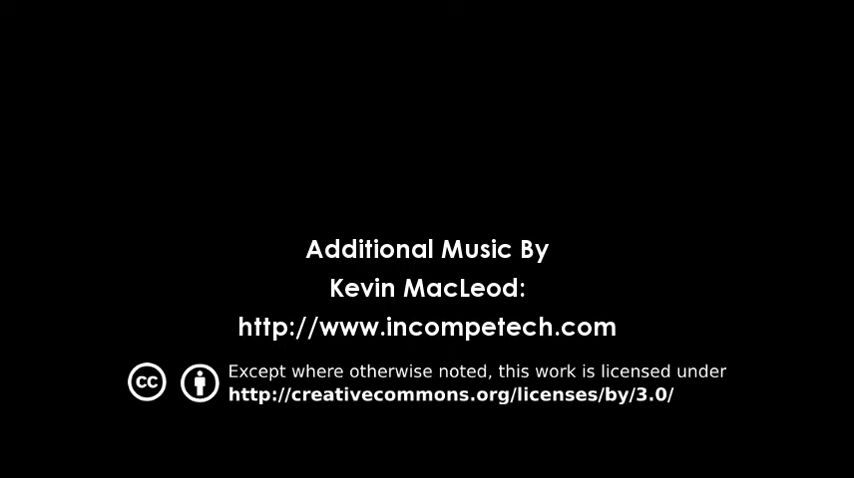 Additional Music By
Kevin MacLeod:
http://www.incompetech.com
cc
Except where otherwise noted, this work is licensed under
http://creativecommons.org/licenses/by/3.0/